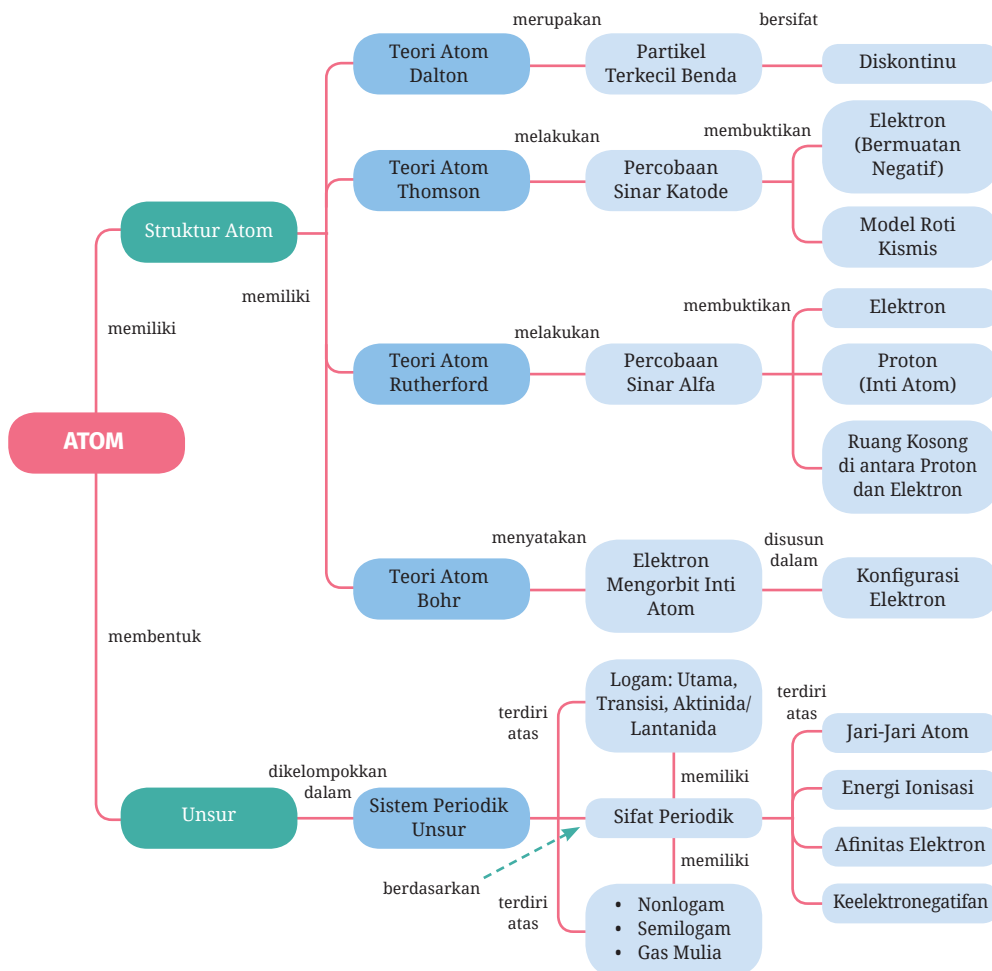 ATOM
memiliki
Struktur Atom
memiliki
Teori Atom
Dalton
merupakan
Partikel
Terkecil Benda
bersifat
Diskontinu
Teori Atom
Thomson
melakukan
Percobaan
Sinar Katode
membuktikan
Elektron
(Bermuatan
Negatif)
Model Roti
Kismis
Teori Atom
Rutherford
melakukan
Percobaan
Sinar Alfa
membuktikan
Elektron
Proton
(Inti Atom)
Ruang Kosong
di antara Proton
dan Elektron
Teori Atom
Bohr
menyatakan
Elektron
Mengorbit Inti
Atom
disusun
dalam
Konfigurasi
Elektron
membentuk
Unsur
dikelompokkan
dalam
Sistem Periodik
Unsur
terdiri
atas
Logam: Utama,
Transisi, Aktinida/
Lantanida
memiliki
berdasarkan
Sifat Periodik
memiliki
terdiri
atas
• Nonlogam
• Semilogam
• Gas Mulia
terdiri
atas
Jari-Jari Atom
Energi Ionisasi
Afinitas Elektron
Keelektronegatifan